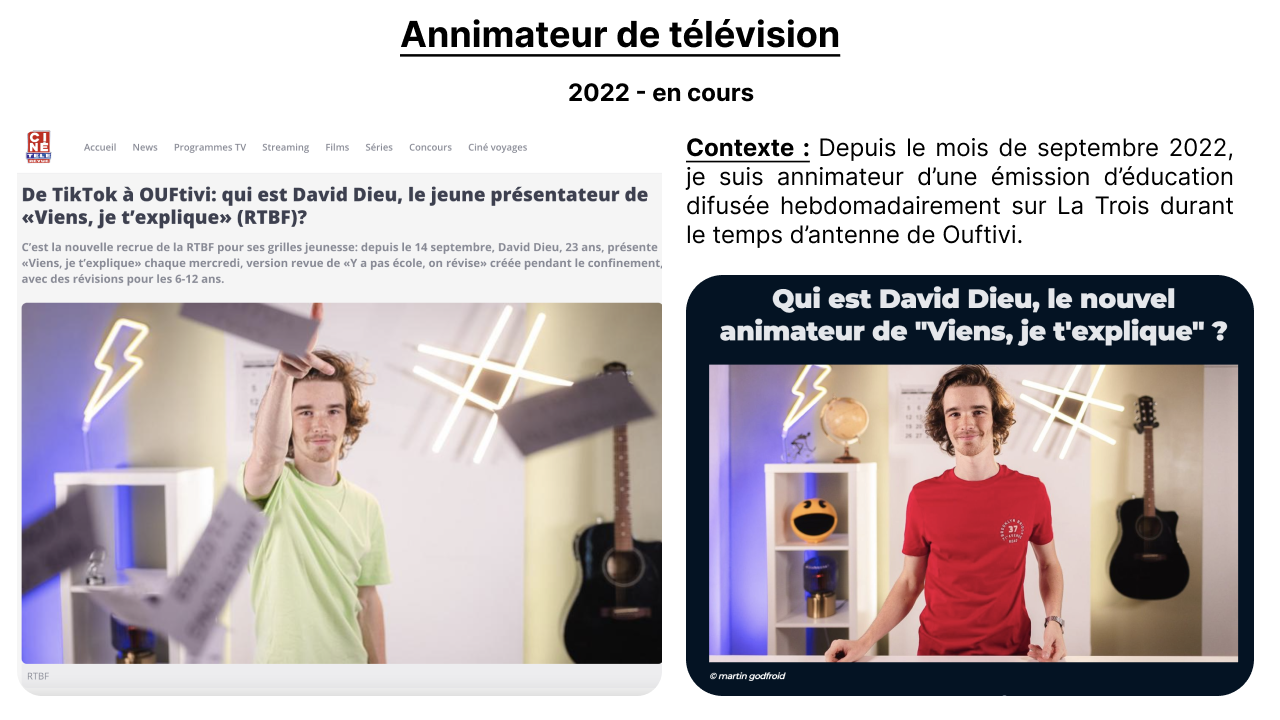 Annimateur de télévision
2022 - en cours
CI
NÉ
TÉLÉ
REVUE
Accueil News Programmes TV Streaming Films Séries Concours Ciné voyages
De TikTok à OUFtivi: qui est David Dieu, le jeune présentateur de
«Viens, je t’explique» (RTBF)?
C’est la nouvelle recrue de la RTBF pour ses grilles jeunesse: depuis le 14 septembre, David Dieu, 23 ans, présente
«Viens, je t’explique» chaque mercredi, version revue de «Y a pas école, on révise» créée pendant le confinement,
avec des révisions pour les 6-12 ans.
RTBF
Contexte : Depuis le mois de septembre 2022,
je suis annimateur d’une émission d’éducation
difusée hebdomadairement sur La Trois durant
le temps d’antenne de Ouftivi.
Qui est David Dieu, le nouvel
animateur de "Viens, je t'explique" ?
37
© martin godfroid